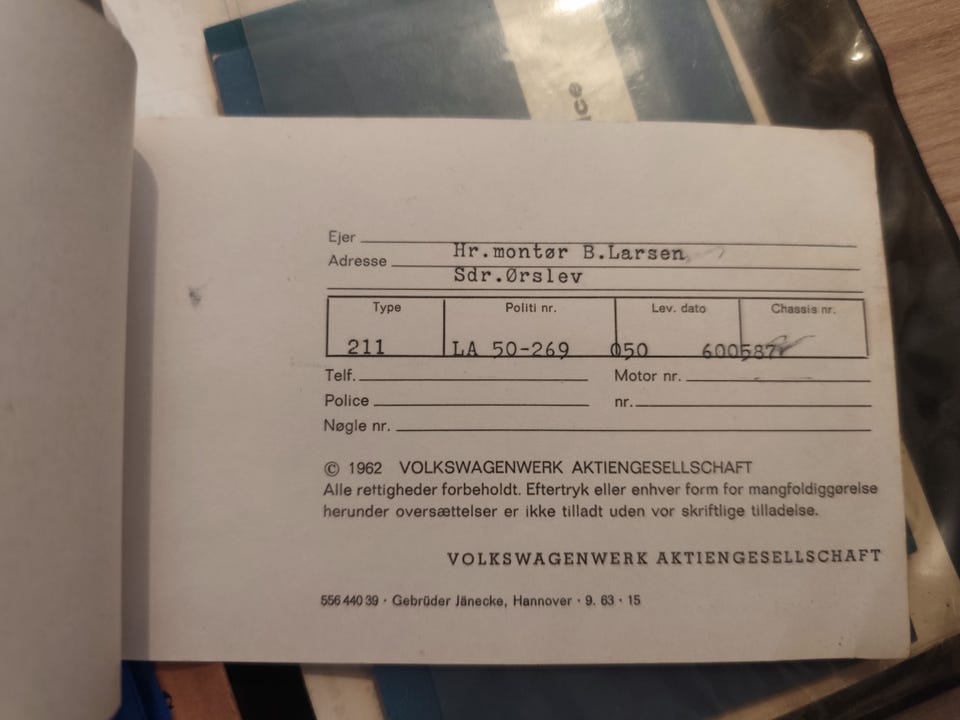 ice
Ejer
Adresse Hr.montør B.Larsen
Sdr.Ørslev
Type Politi nr. Lev. dato Chassis nr.
211 LA 50-269 050 600587
Telf. Motor nr.
Police nr.
Nøgle nr.
© 1962 VOLKSWAGENWERK AKTIENGESELLSCHAFT
Alle rettigheder forbeholdt. Eftertryk eller enhver form for mangfoldiggørelse
herunder oversættelser er ikke tilladt uden vor skriftlige tilladelse.
VOLKSWAGENWERK AKTIENGESELLSCHAFT
556 440 39 · Gebrüder Jänecke, Hannover · 9. 63 · 15